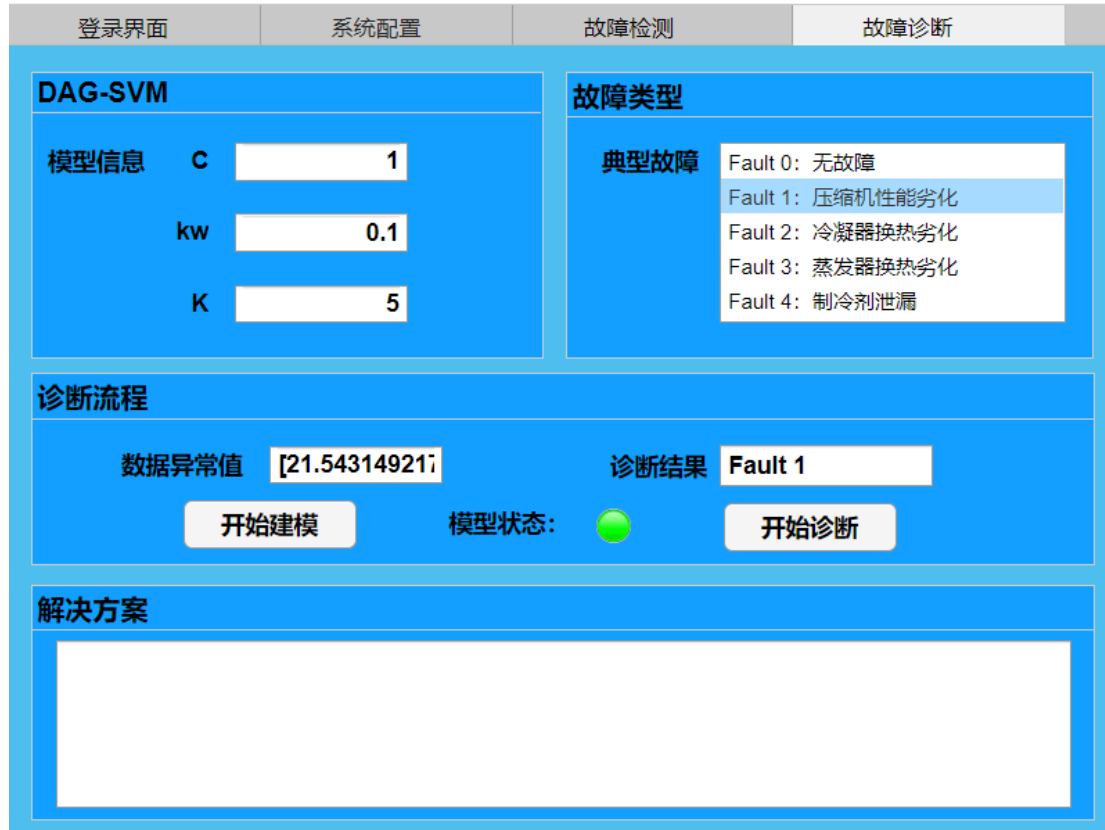 登录界面 系统配置 故障检测 故障诊断
DAG-SVM
模型信息 C 1
kw 0.1
K 5
故障类型
典型故障
Fault 0：无故障
Fault 1：压缩机性能劣化
Fault 2：冷凝器换热劣化
Fault 3：蒸发器换热劣化
Fault 4：制冷剂泄漏
诊断流程
数据异常值 [21.543149217 诊断结果 Fault 1
开始建模 模型状态： 开始诊断
解决方案